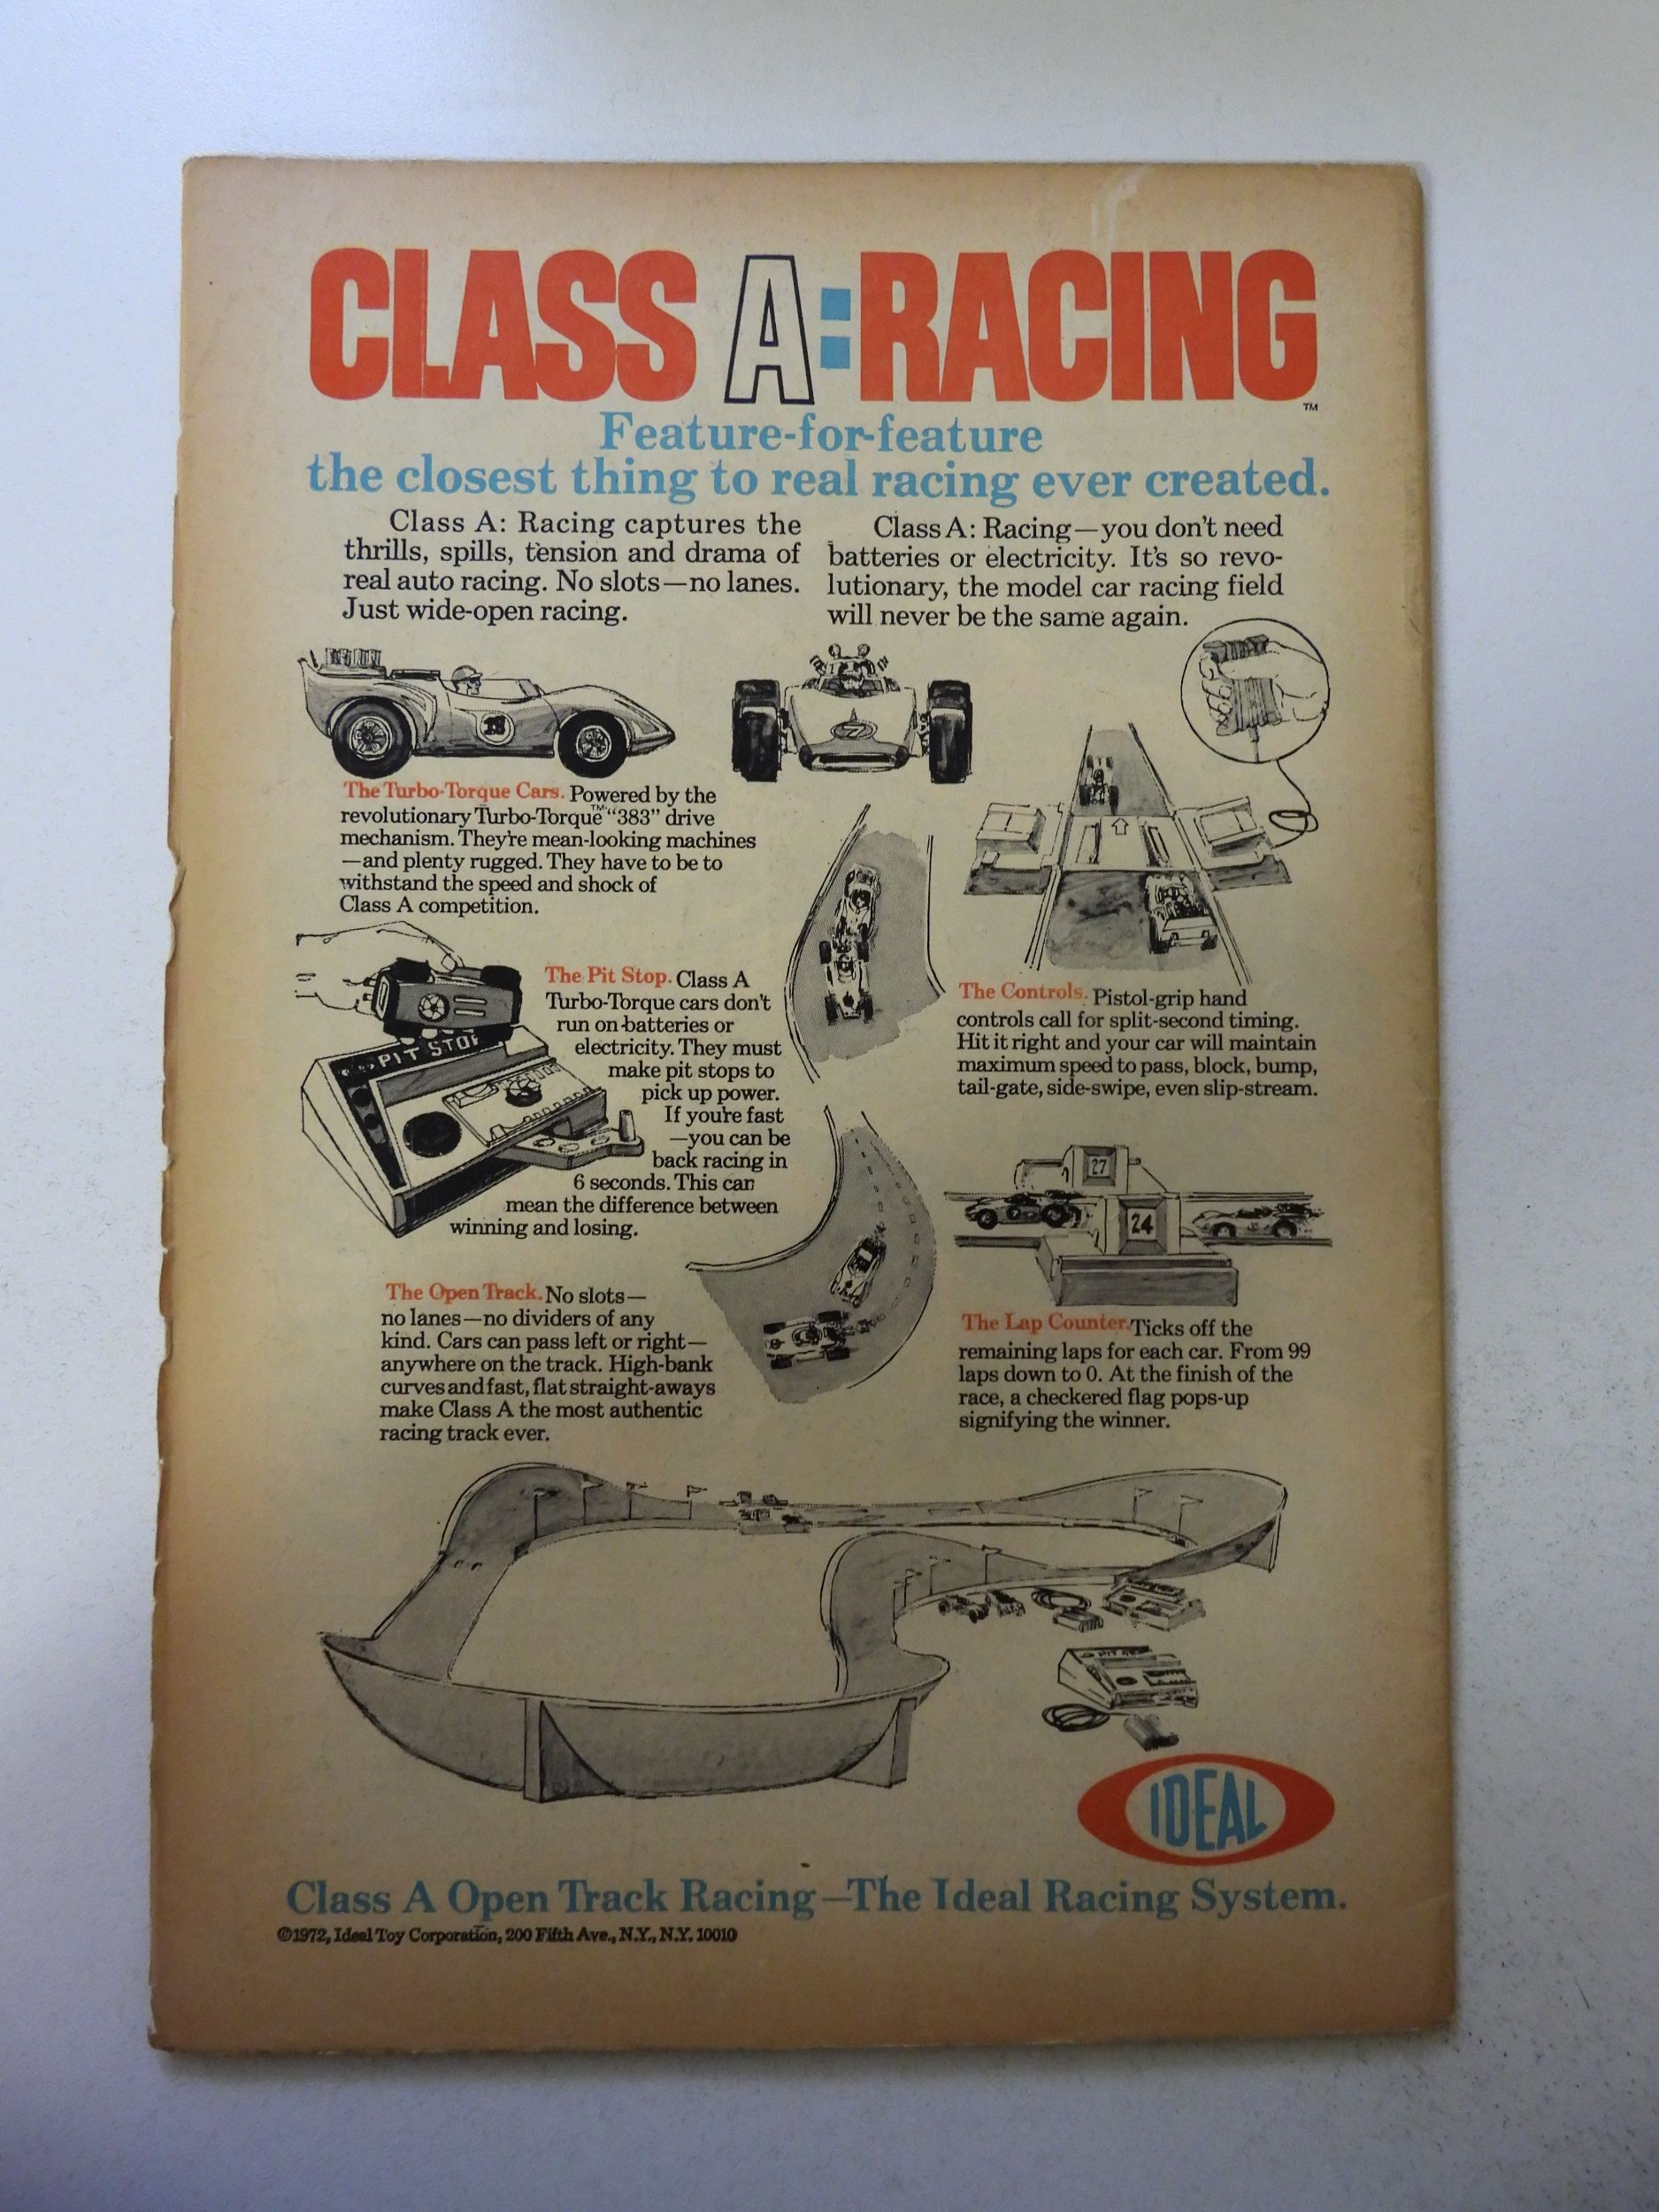 CLASS A:RACING
TM
Feature-for-feature
the closest thing to real racing ever created.
Class A: Racing captures the
thrills, spills, tension and drama of
real auto racing. No slots—no lanes.
Just wide-open racing.
Class A: Racing—you don't need
batteries or electricity. It's so revo-
lutionary, the model car racing field
will never be the same again.
7
The Turbo-Torque Cars. Powered by the
revolutionary Turbo-Torque™ "383" drive
mechanism. They're mean-looking machines
—and plenty rugged. They have to be to
withstand the speed and shock of
Class A competition.
PIT STOP
The Pit Stop. Class A
Turbo-Torque cars don't
run on batteries or
electricity. They must
make pit stops to
pick up power.
If you're fast
—you can be
back racing in
6 seconds. This can
mean the difference between
winning and losing.
The Controls. Pistol-grip hand
controls call for split-second timing.
Hit it right and your car will maintain
maximum speed to pass, block, bump,
tail-gate, side-swipe, even slip-stream.
27
24
The Open Track. No slots—
no lanes—no dividers of any
kind. Cars can pass left or right—
anywhere on the track. High-bank
curves and fast, flat straight-aways
make Class A the most authentic
racing track ever.
The Lap Counter. Ticks off the
remaining laps for each car. From 99
laps down to 0. At the finish of the
race, a checkered flag pops-up
signifying the winner.
IDEAL
Class A Open Track Racing—The Ideal Racing System.
©1972, Ideal Toy Corporation, 200 Fifth Ave., N.Y., N.Y. 10010